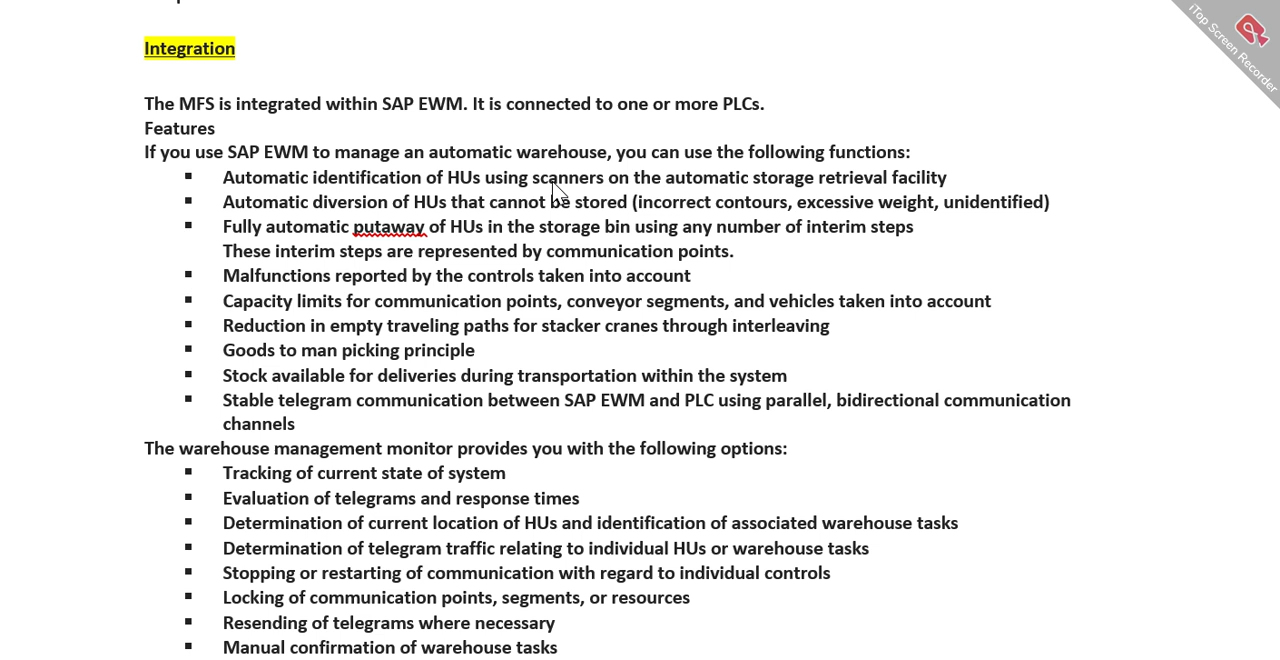 iTop Screen Recorder
Integration
The MFS is integrated within SAP EWM. It is connected to one or more PLCs.
Features
If you use SAP EWM to manage an automatic warehouse, you can use the following functions:
▪ Automatic identification of HUs using scanners on the automatic storage retrieval facility
▪ Automatic diversion of HUs that cannot be stored (incorrect contours, excessive weight, unidentified)
▪ Fully automatic putaway of HUs in the storage bin using any number of interim steps
These interim steps are represented by communication points.
▪ Malfunctions reported by the controls taken into account
▪ Capacity limits for communication points, conveyor segments, and vehicles taken into account
▪ Reduction in empty traveling paths for stacker cranes through interleaving
▪ Goods to man picking principle
▪ Stock available for deliveries during transportation within the system
▪ Stable telegram communication between SAP EWM and PLC using parallel, bidirectional communication
channels
The warehouse management monitor provides you with the following options:
▪ Tracking of current state of system
▪ Evaluation of telegrams and response times
▪ Determination of current location of HUs and identification of associated warehouse tasks
▪ Determination of telegram traffic relating to individual HUs or warehouse tasks
▪ Stopping or restarting of communication with regard to individual controls
▪ Locking of communication points, segments, or resources
▪ Resending of telegrams where necessary
▪ Manual confirmation of warehouse tasks